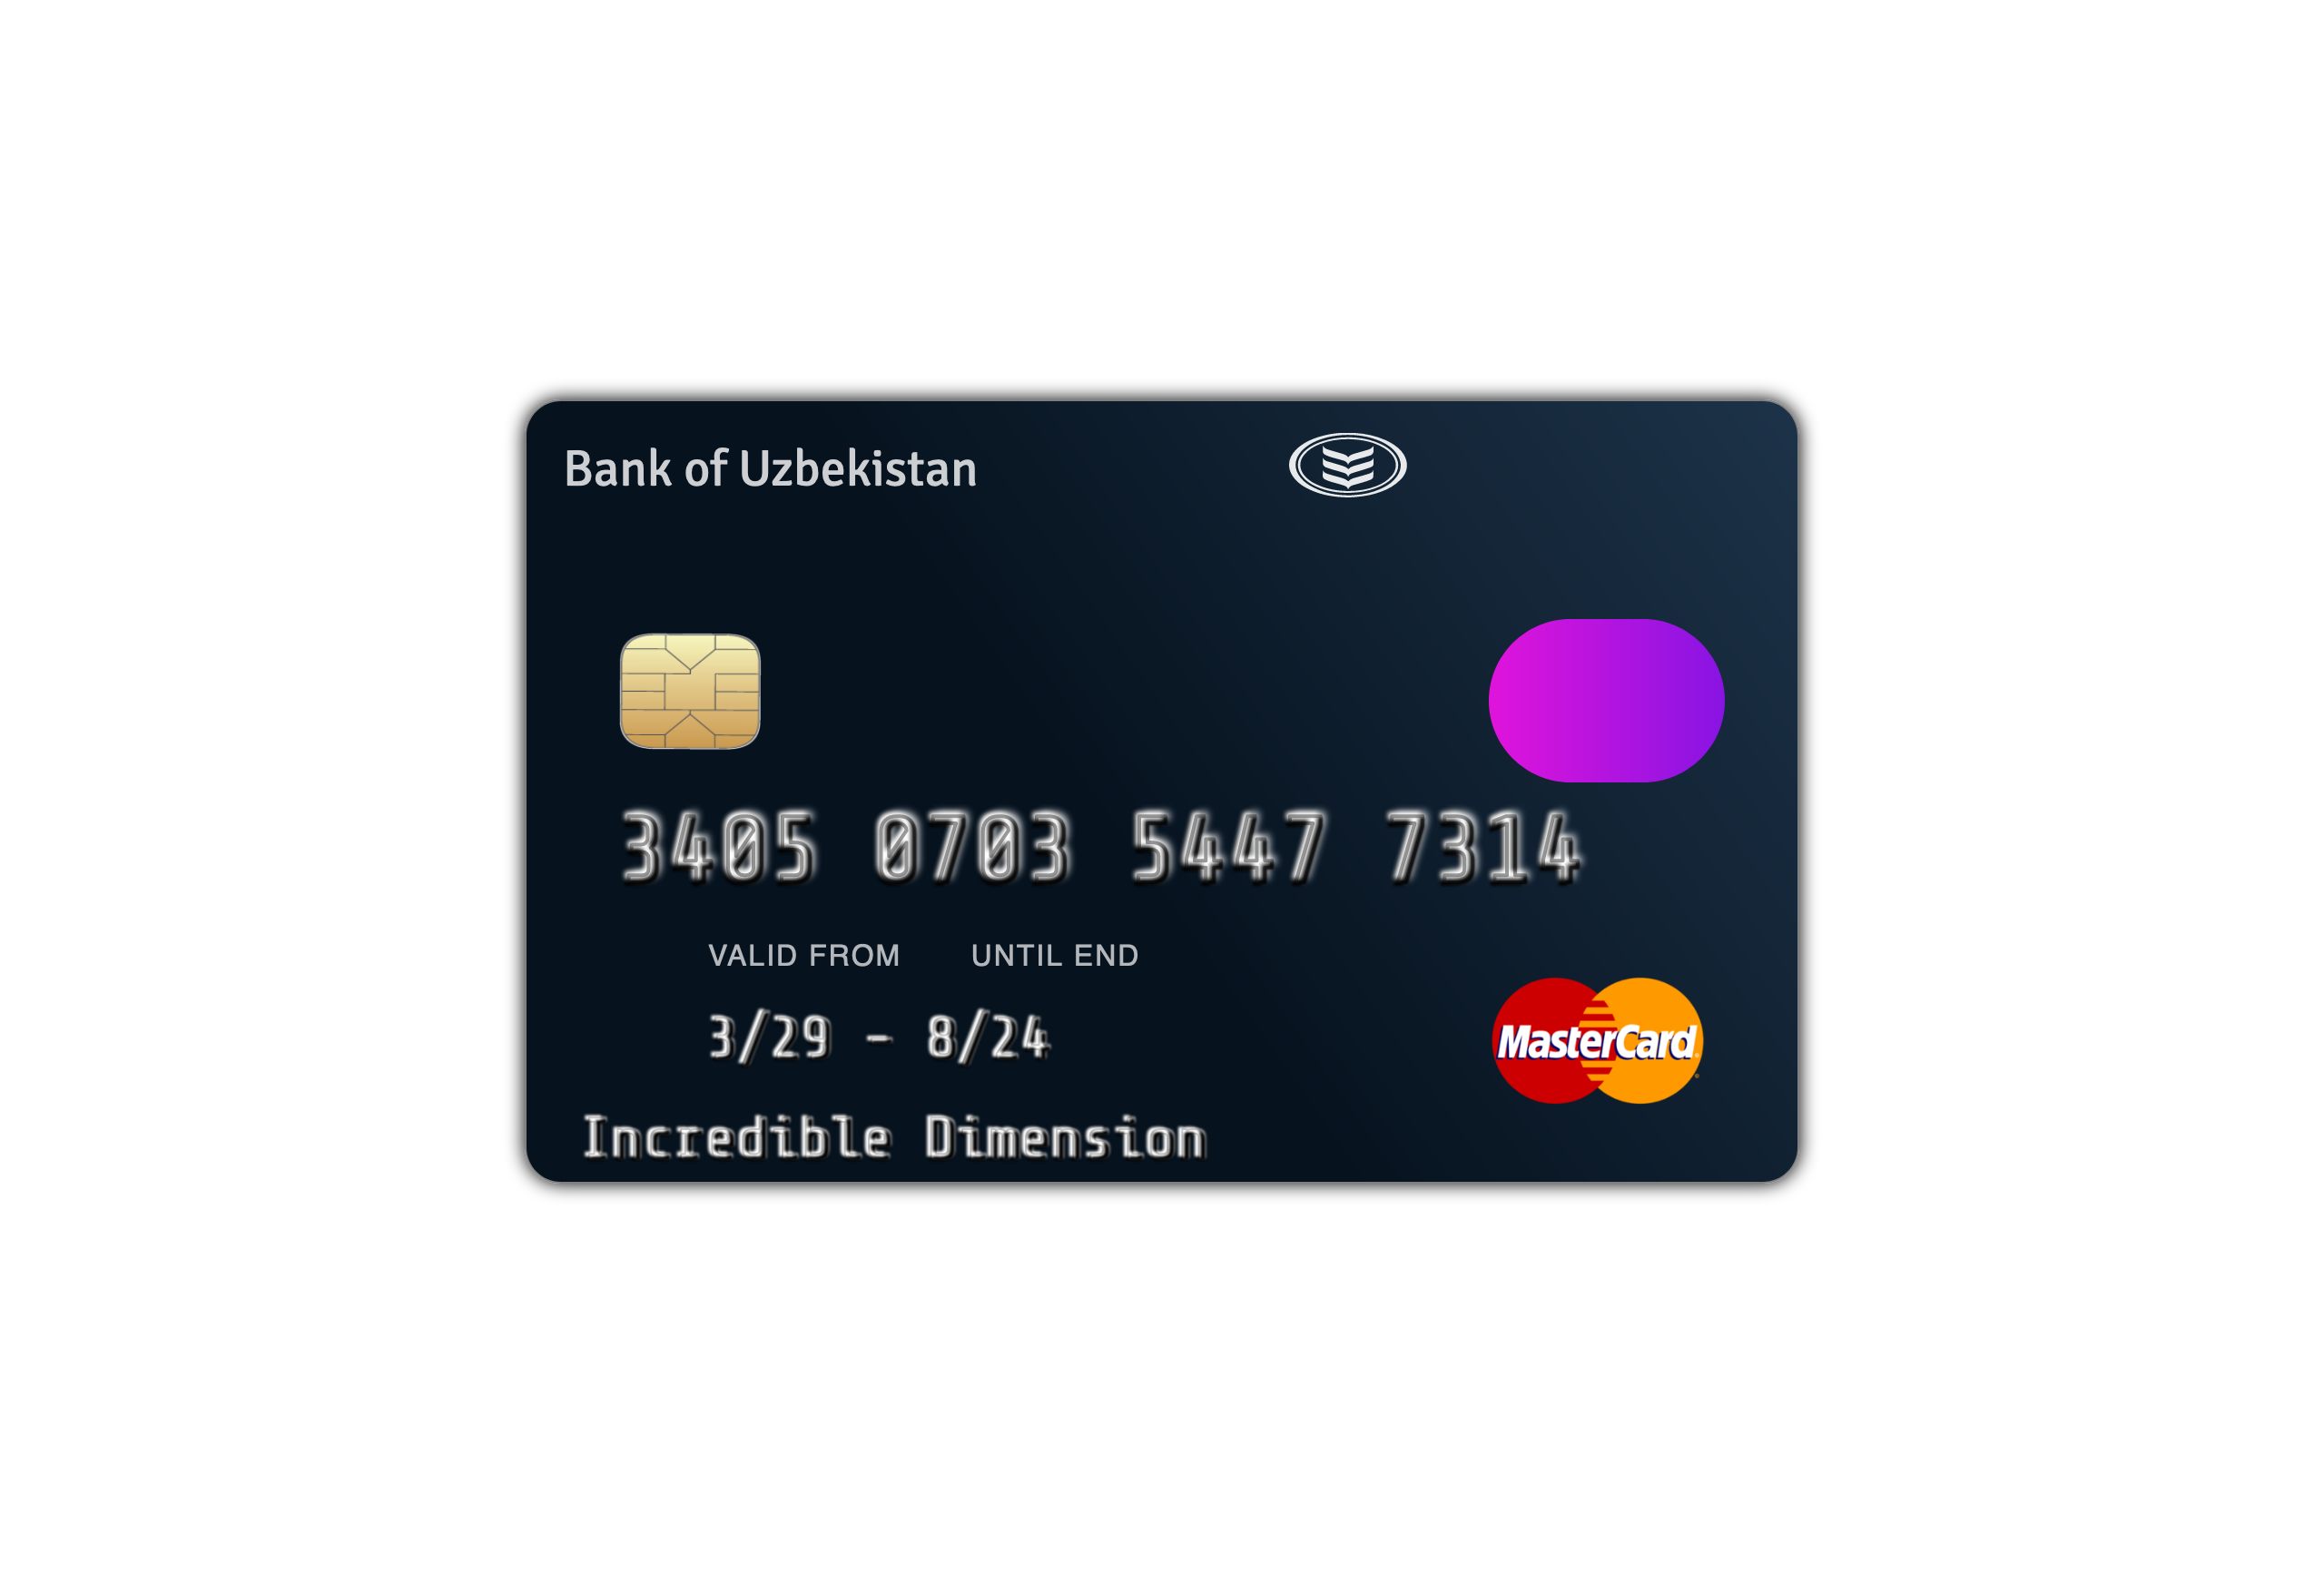 Bank of Uzbekistan
3405 0703 5447 7314
VALID FROM UNTIL END
3/29 - 8/24
MasterCard
Incredible Dimension